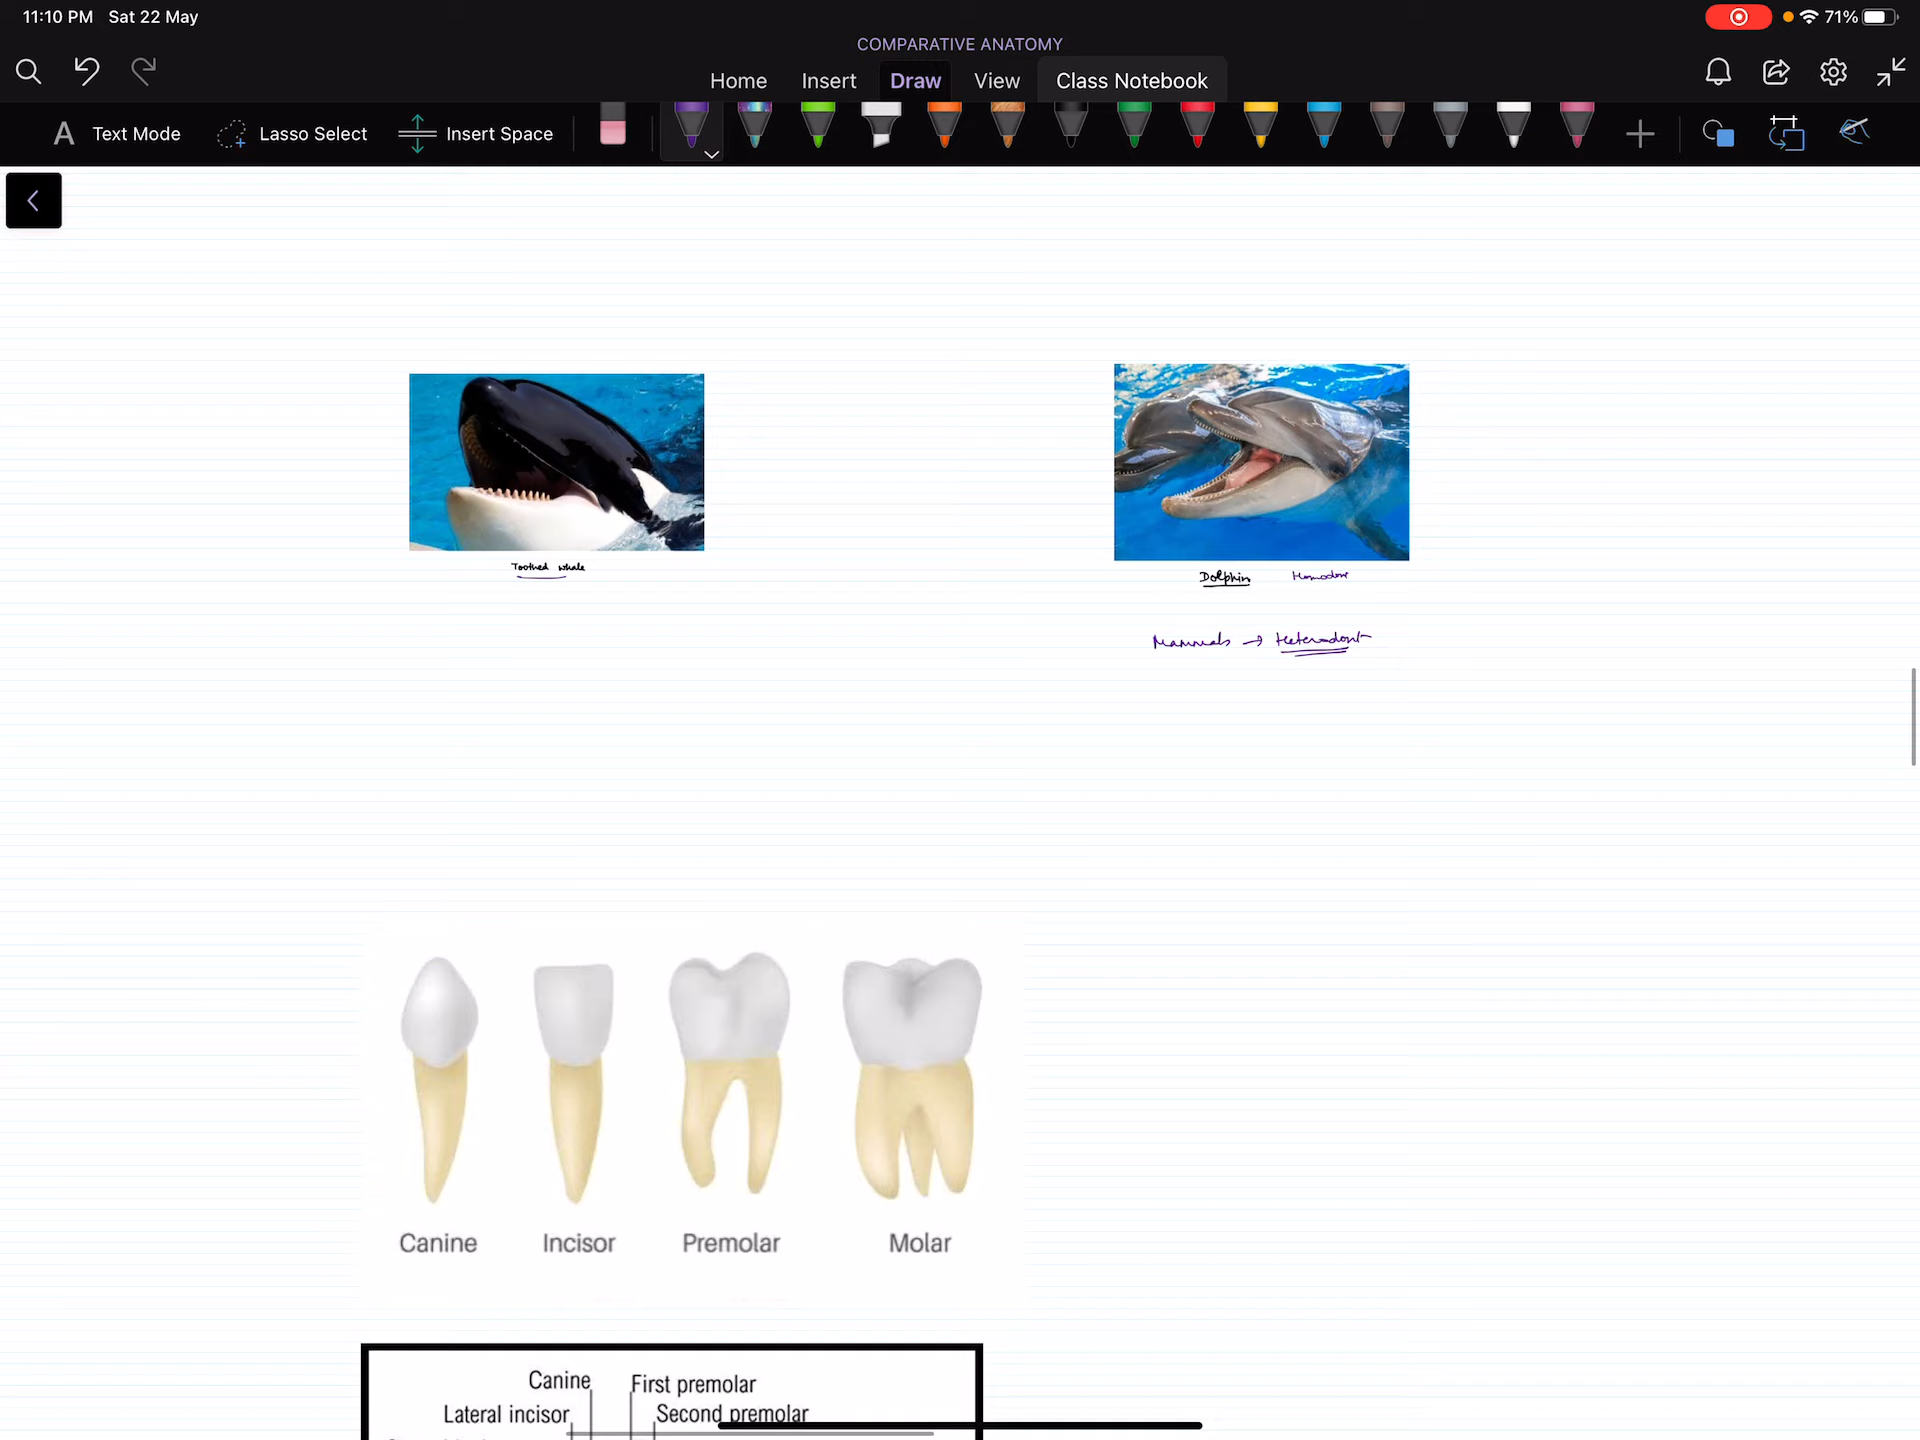 11:10 PM Sat 22 May
71%
COMPARATIVE ANATOMY
Home Insert Draw View Class Notebook
A Text Mode Lasso Select Insert Space
Toothed whale
Dolphin Homodont
Mammals → Heterodont
Canine Incisor Premolar Molar
Canine First premolar
Lateral incisor Second premolar